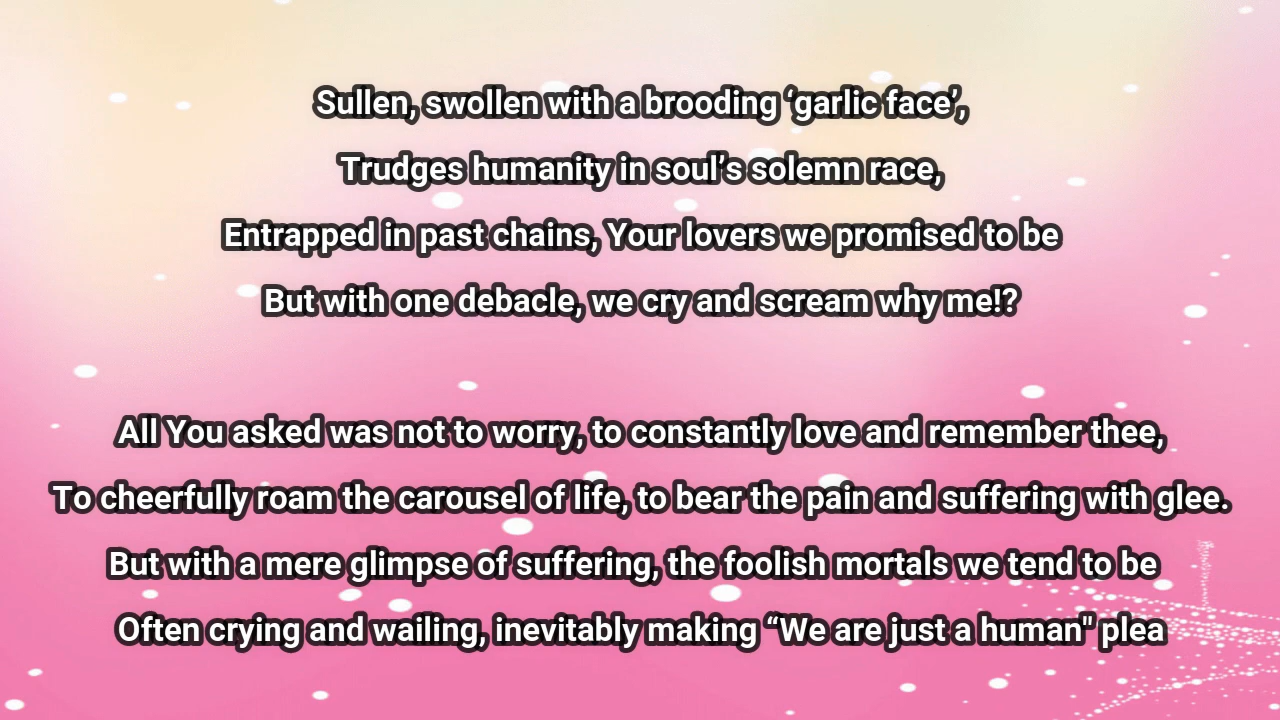 Sullen, swollen with a brooding ‘garlic face’,
Trudges humanity in soul’s solemn race,
Entrapped in past chains, Your lovers we promised to be
But with one debacle, we cry and scream why me!?
All You asked was not to worry, to constantly love and remember thee,
To cheerfully roam the carousel of life, to bear the pain and suffering with glee.
But with a mere glimpse of suffering, the foolish mortals we tend to be
Often crying and wailing, inevitably making “We are just a human" plea